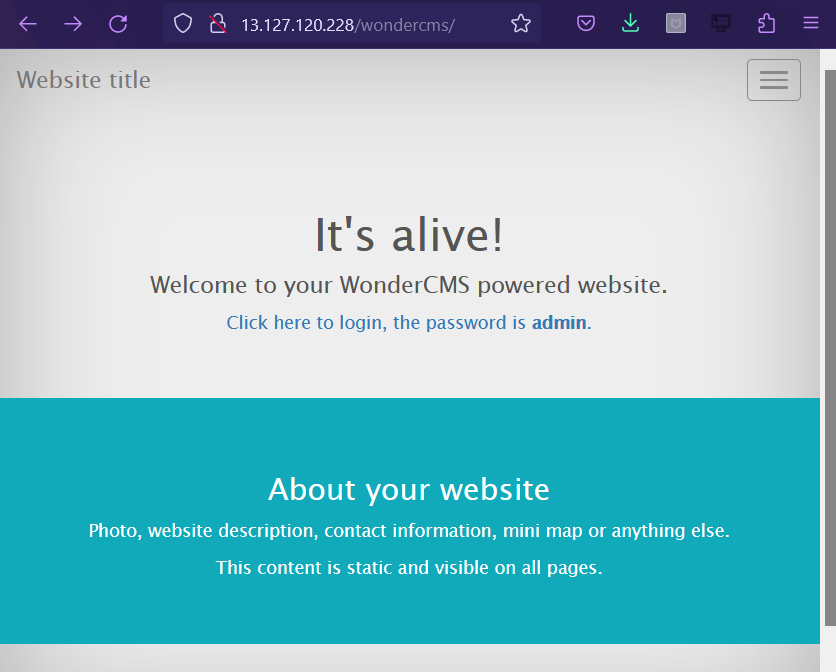 13.127.120.228/wondercms/
Website title
It's alive!
Welcome to your WonderCMS powered website.
Click here to login, the password is admin.
About your website
Photo, website description, contact information, mini map or anything else.
This content is static and visible on all pages.